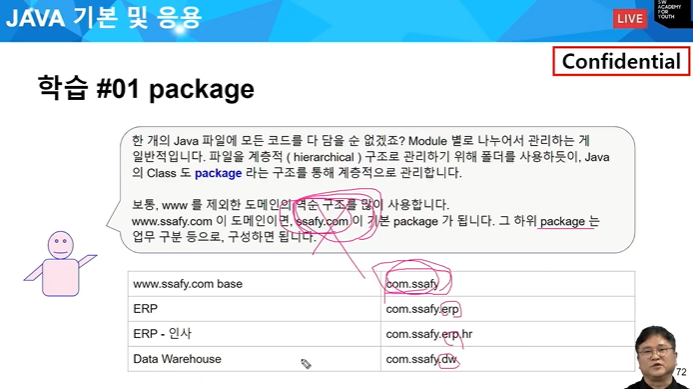 JAVA 기본 및 응용
LIVE
SW
ACADEMY
FOR
YOUTH
Confidential
학습 #01 package
한 개의 Java 파일에 모든 코드를 다 담을 순 없겠죠? Module 별로 나누어서 관리하는 게
일반적입니다. 파일을 계층적 ( hierarchical ) 구조로 관리하기 위해 폴더를 사용하듯이, Java
의 Class 도 package 라는 구조를 통해 계층적으로 관리합니다.
보통, www 를 제외한 도메인의 역순 구조를 많이 사용합니다.
www.ssafy.com 이 도메인이면, ssafy.com 이 기본 package 가 됩니다. 그 하위 package 는
업무 구분 등으로, 구성하면 됩니다.
www.ssafy.com base com.ssafy
ERP com.ssafy.erp
ERP - 인사 com.ssafy.erp.hr
Data Warehouse com.ssafy.dw
72